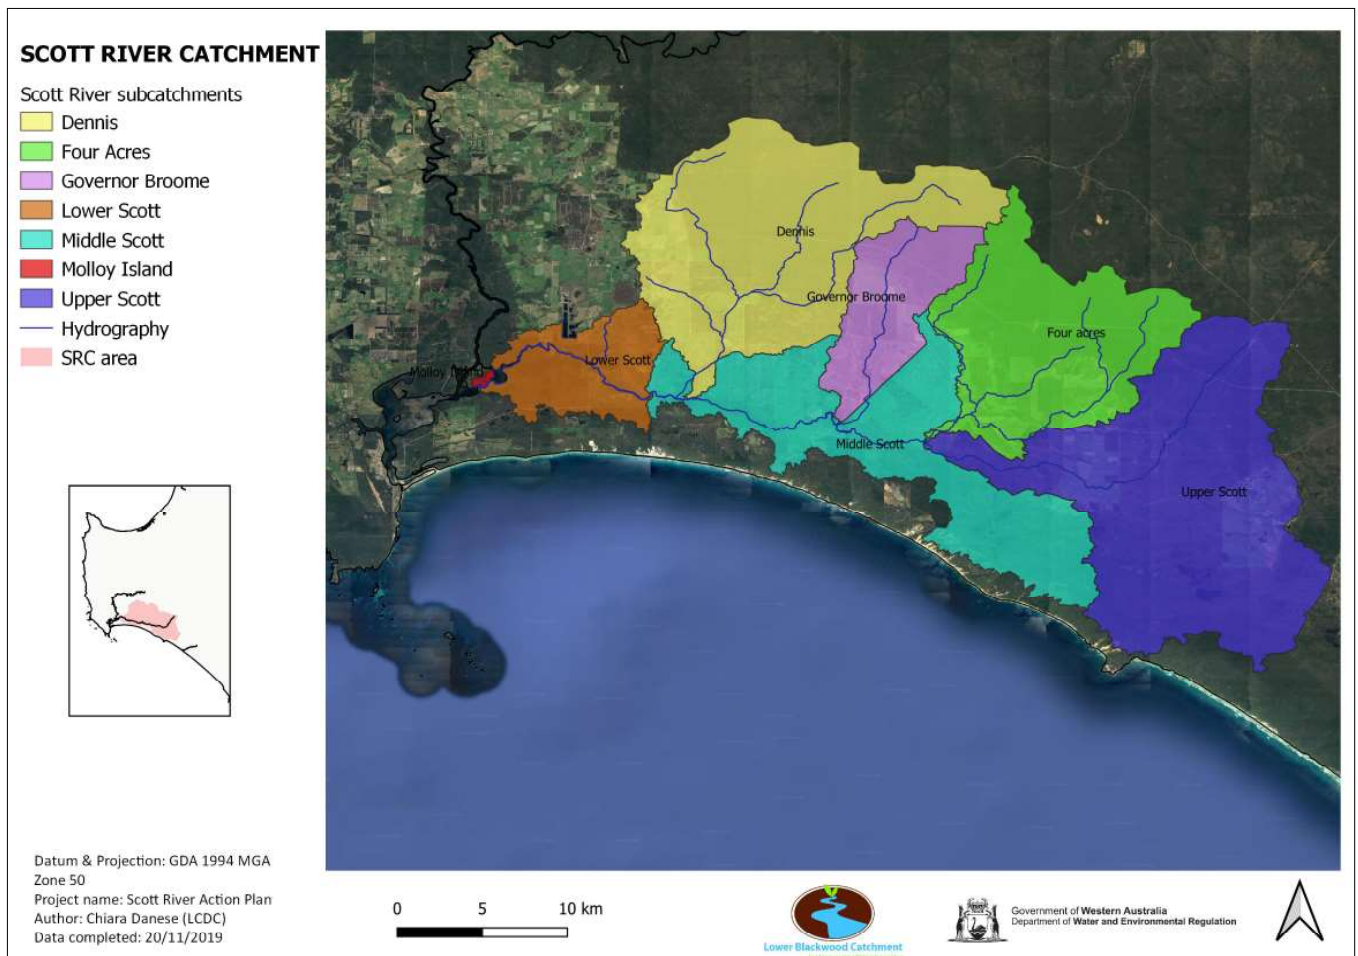 SCOTT RIVER CATCHMENT
Scott River subcatchments
Dennis
Four Acres
Governor Broome
Lower Scott
Middle Scott
Molloy Island
Upper Scott
Hydrography
SRC area
Dennis
Governor Broome
Four acres
Lower Scott
Molloy Island
Middle Scott
Upper Scott
Datum & Projection: GDA 1994 MGA
Zone 50
Project name: Scott River Action Plan
Author: Chiara Danese (LCDC)
Data completed: 20/11/2019
0 5 10 km
Lower Blackwood Catchment
Government of Western Australia
Department of Water and Environmental Regulation